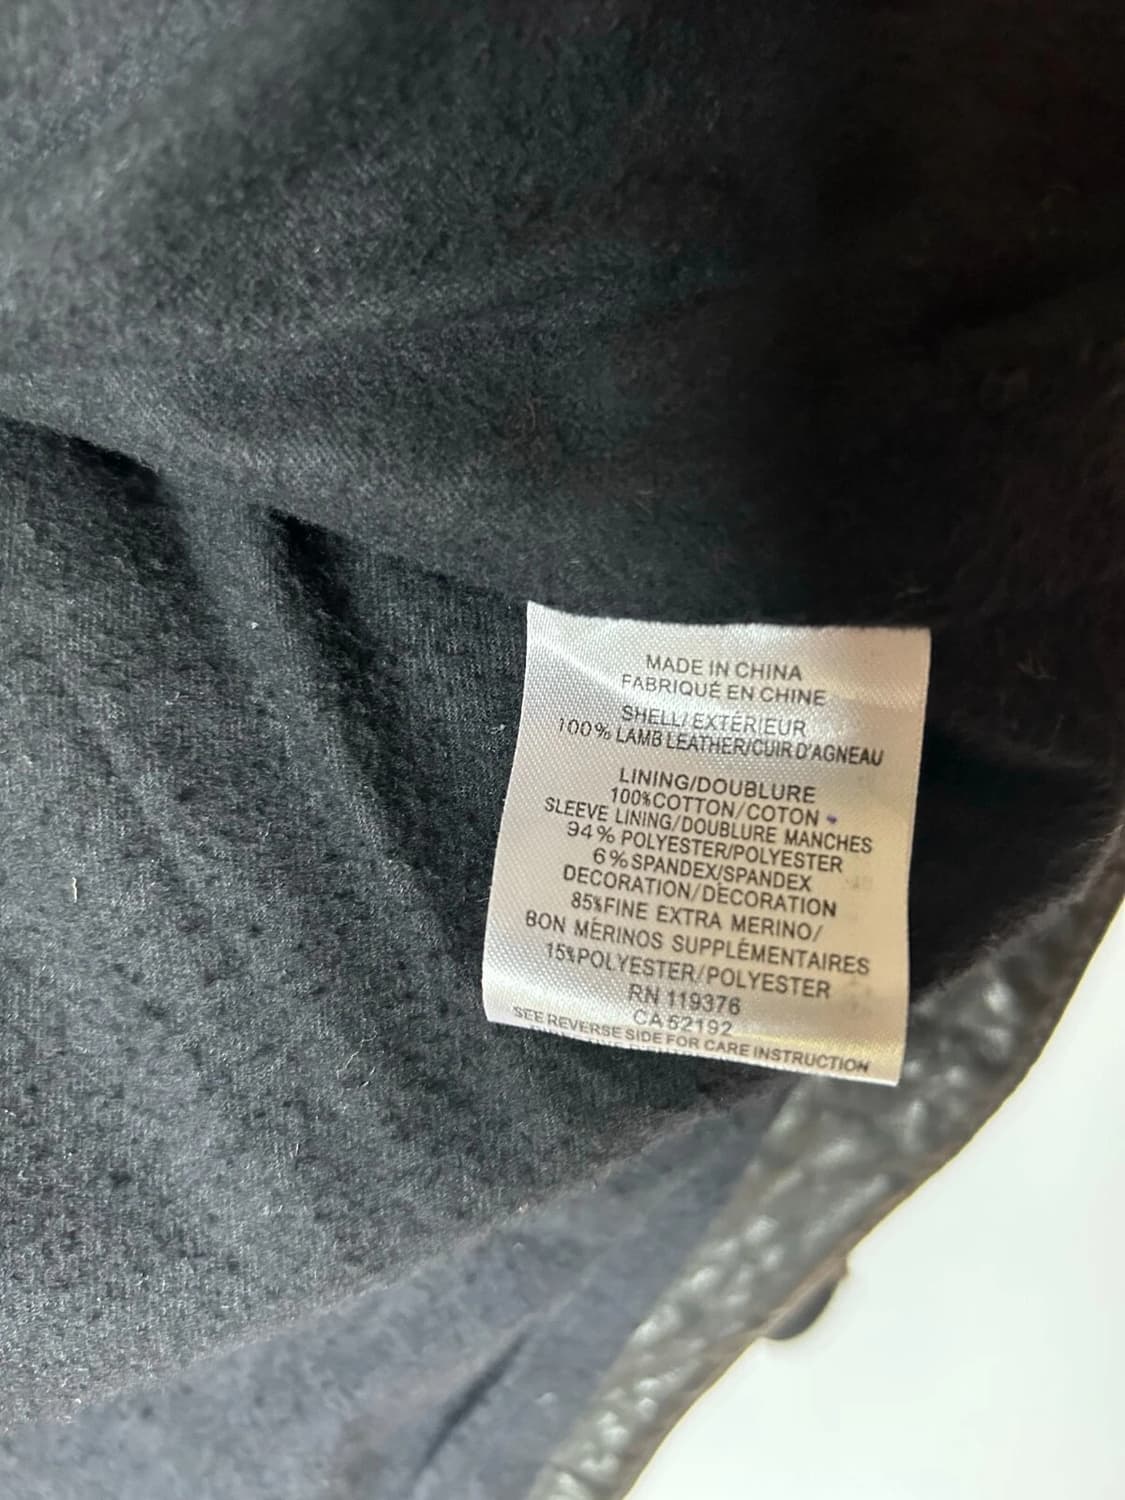 MADE IN CHINA
FABRIQUÉ EN CHINE
SHELL/EXTÉRIEUR
100% LAMB LEATHER/CUIR D'AGNEAU
LINING/DOUBLURE
100%COTTON/COTON
SLEEVE LINING/DOUBLURE MANCHES
94% POLYESTER/POLYESTER
6%SPANDEX/SPANDEX
DECORATION/DÉCORATION
85%FINE EXTRA MERINO/
BON MÉRINOS SUPPLÉMENTAIRES
15%POLYESTER/POLYESTER
RN 119376
CA 52192
SEE REVERSE SIDE FOR CARE INSTRUCTION